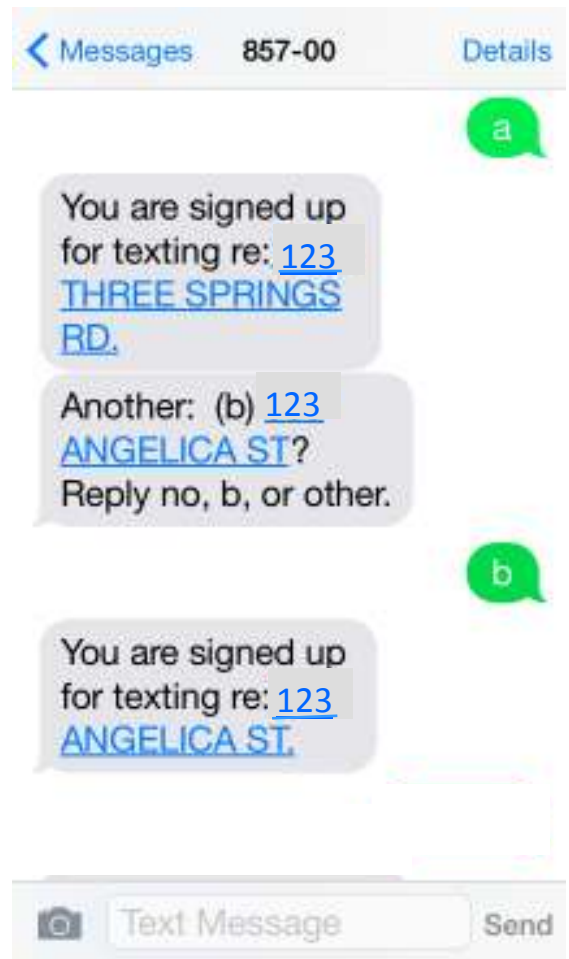 Messages 857-00 Details
a
You are signed up
for texting re: 123
THREE SPRINGS
RD.
Another: (b) 123
ANGELICA ST?
Reply no, b, or other.
b
You are signed up
for texting re: 123
ANGELICA ST.
Text Message Send